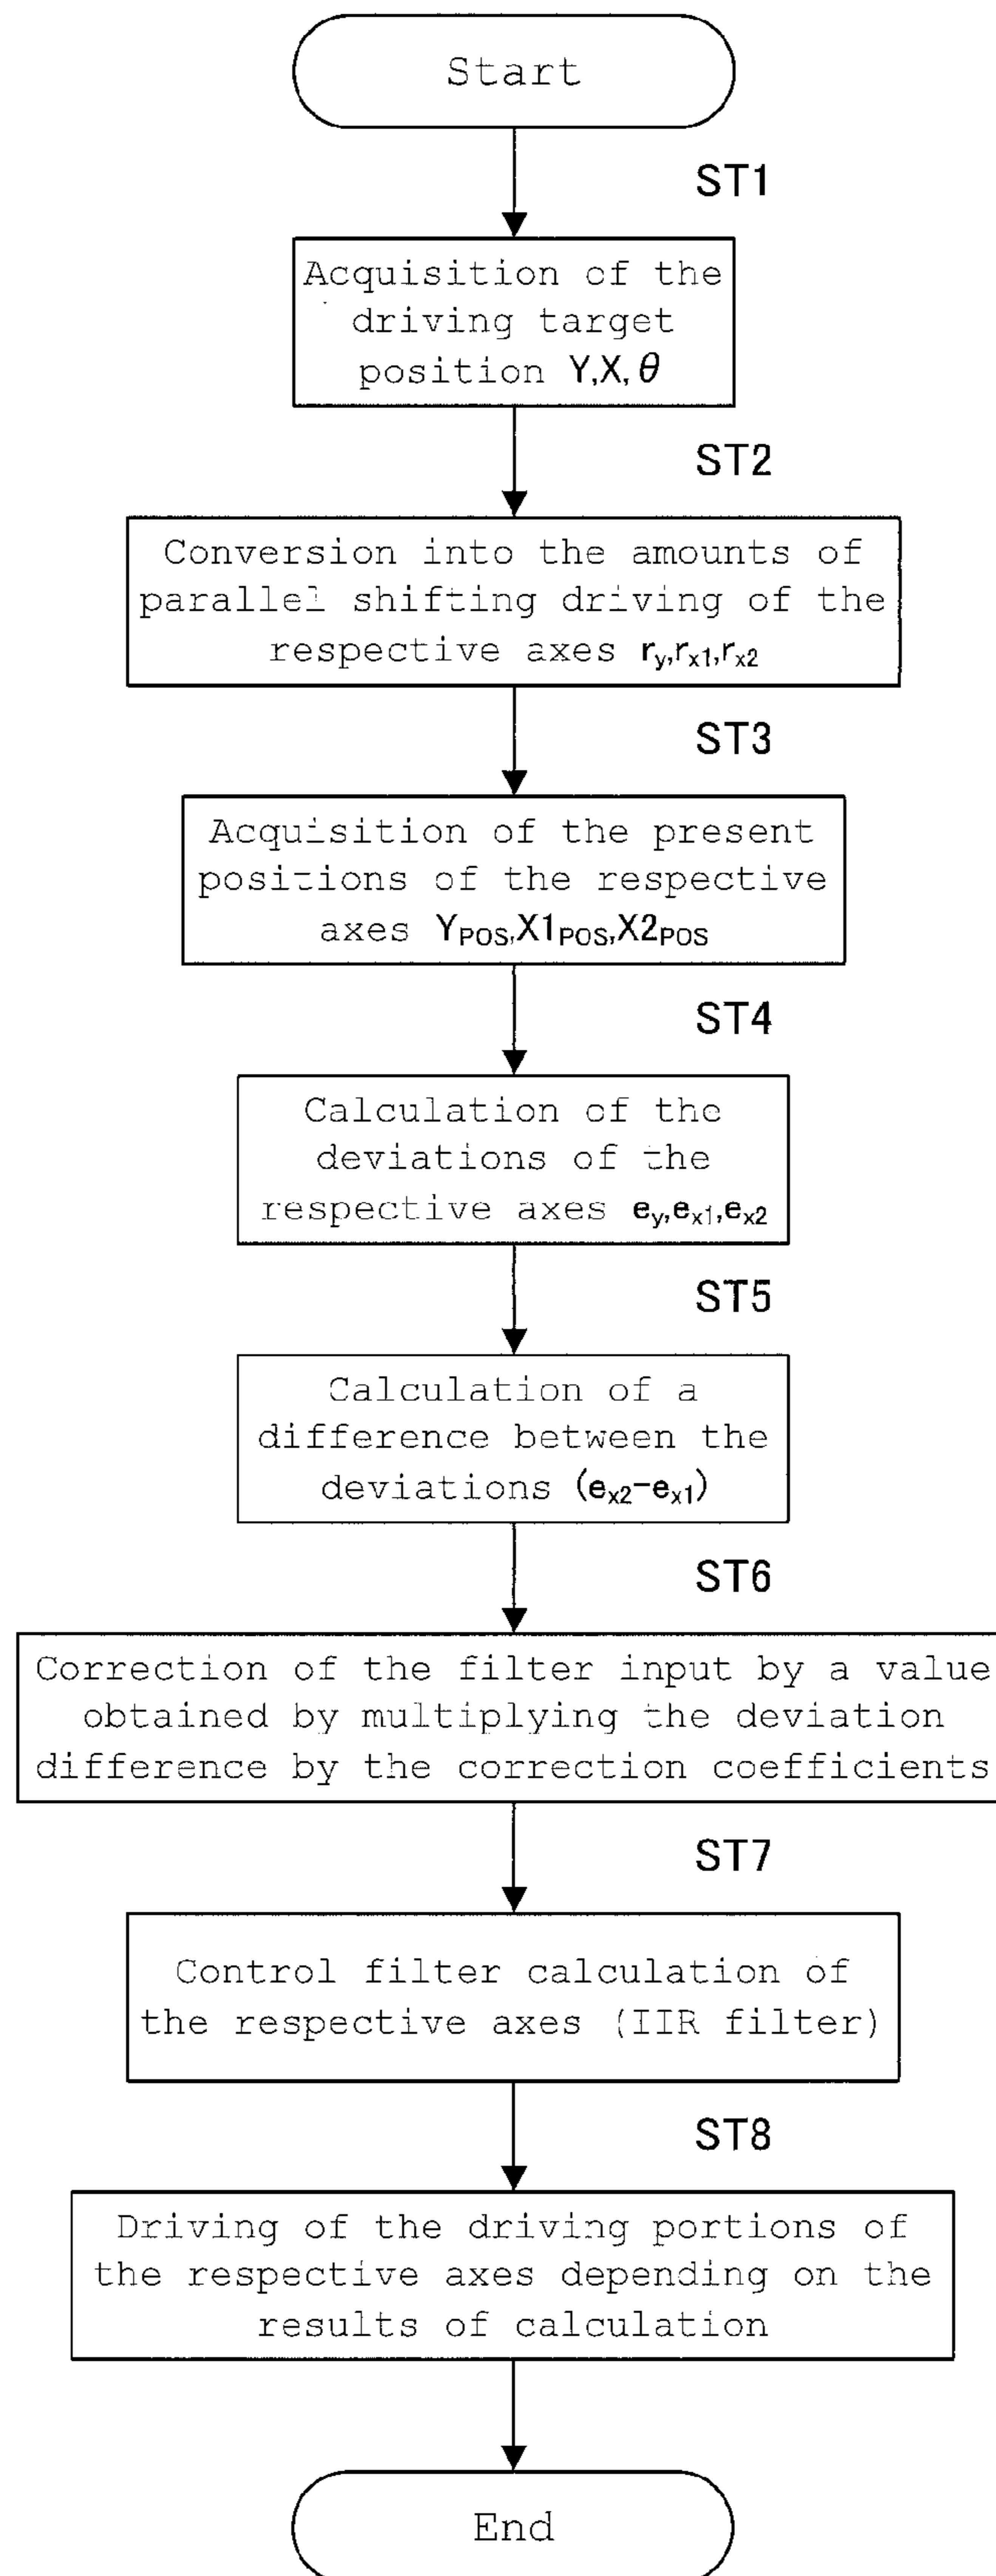 Start
ST1
Acquisition of the
driving target
position Y,X,θ
ST2
Conversion into the amounts of
parallel shifting driving of the
respective axes ry,rx1,rx2
ST3
Acquisition of the present
positions of the respective
axes YPOS,X1POS,X2POS
ST4
Calculation of the
deviations of the
respective axes ey,ex1,ex2
ST5
Calculation of a
difference between the
deviations (ex2-ex1)
ST6
Correction of the filter input by a value
obtained by multiplying the deviation
difference by the correction coefficients
ST7
Control filter calculation of
the respective axes (IIR filter)
ST8
Driving of the driving portions of
the respective axes depending on the
results of calculation
End